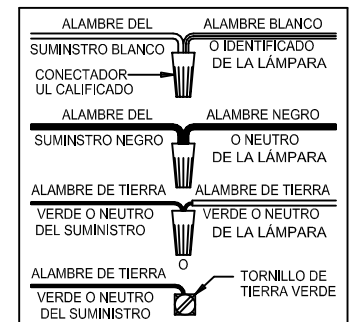 ALAMBRE DEL ALAMBRE BLANCO
SUMINSTRO BLANCO O IDENTIFICADO
DE LA LÁMPARA
CONECTADOR
UL CALIFICADO
ALAMBRE DEL ALAMBRE NEGRO
SUMINSTRO NEGRO O NEUTRO
DE LA LÁMPARA
ALAMBRE DE TIERRA ALAMBRE DE TIERRA
VERDE O NEUTRO VERDE O NEUTRO
DEL SUMINISTRO DE LA LÁMPARA
O
ALAMBRE DE TIERRA TORNILLO DE
TIERRA VERDE
VERDE O NEUTRO
DEL SUMINISTRO